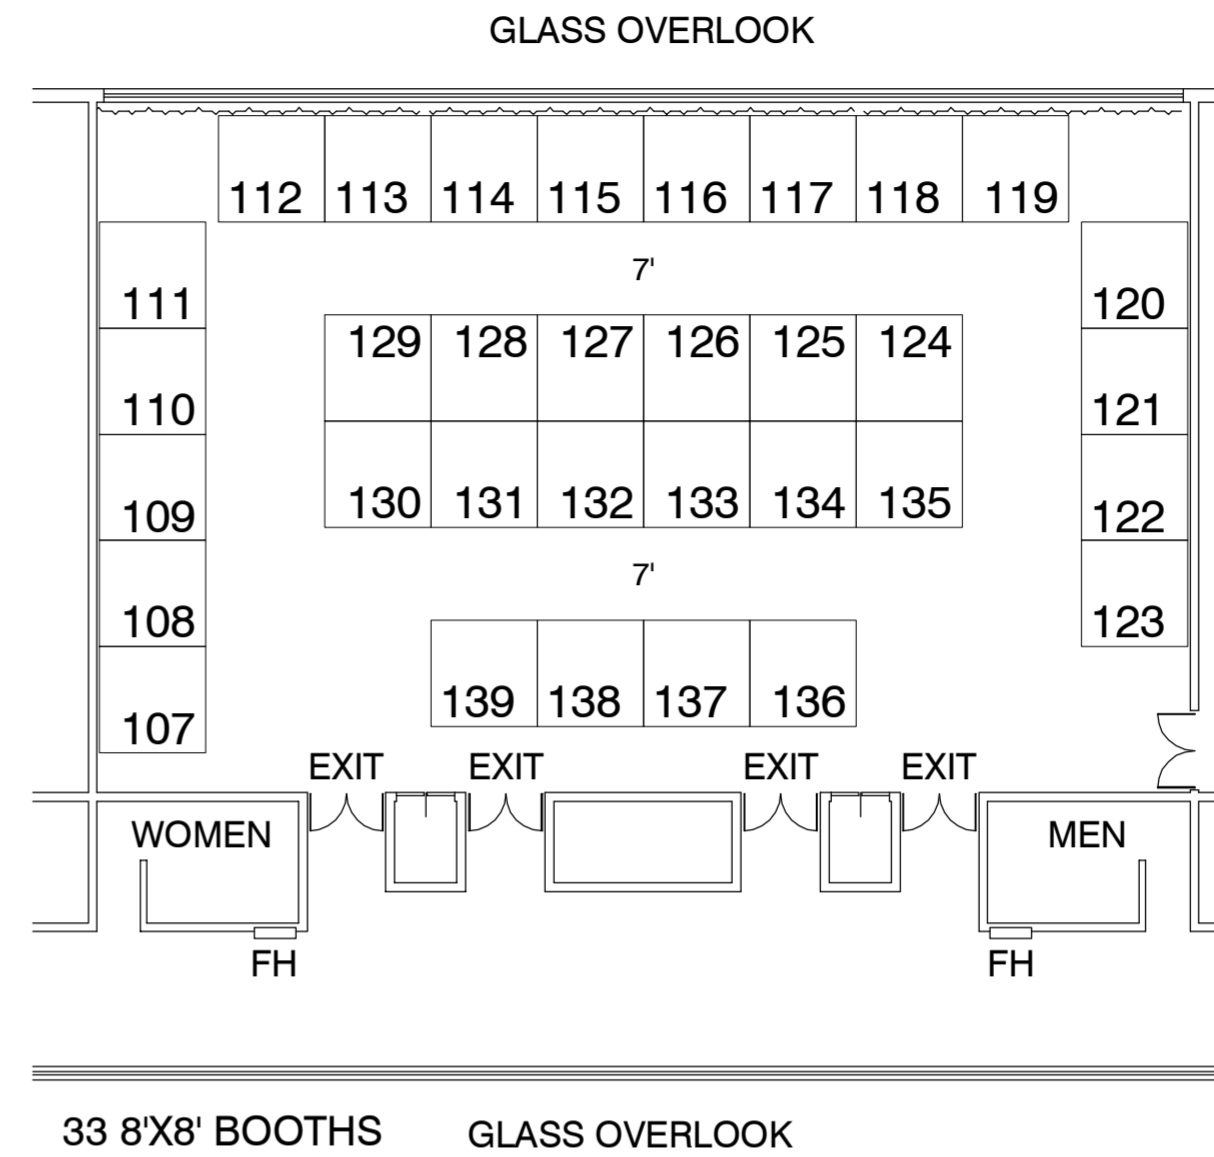 GLASS OVERLOOK
112 113 114 115 116 117 118 119
7'
111 120
129 128 127 126 125 124
110 121
130 131 132 133 134 135
109 122
7'
108 123
139 138 137 136
107
EXIT EXIT EXIT EXIT
WOMEN MEN
FH FH
33 8'X8' BOOTHS GLASS OVERLOOK